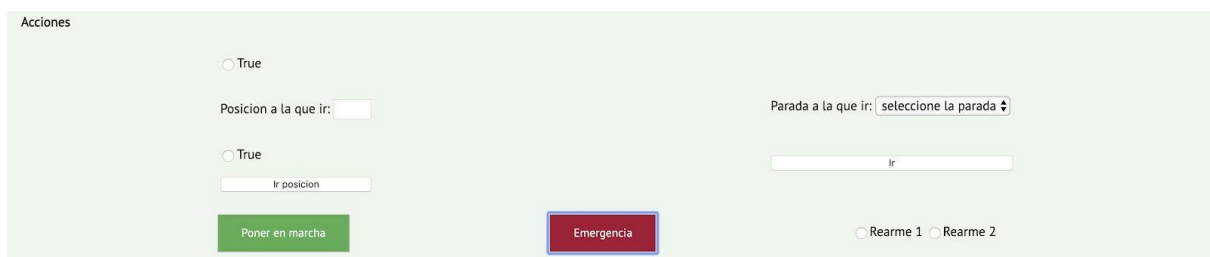 Acciones
True
Posicion a la que ir:
Parada a la que ir: seleccione la parada
True
Ir
Ir posicion
Poner en marcha
Emergencia
Rearme 1 Rearme 2